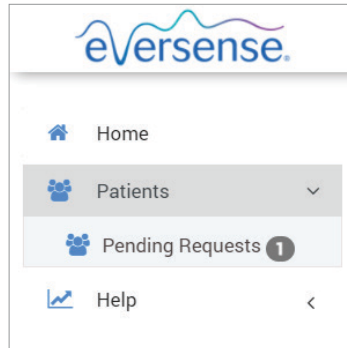 eversense.
Home
Patients
Pending Requests 1
Help